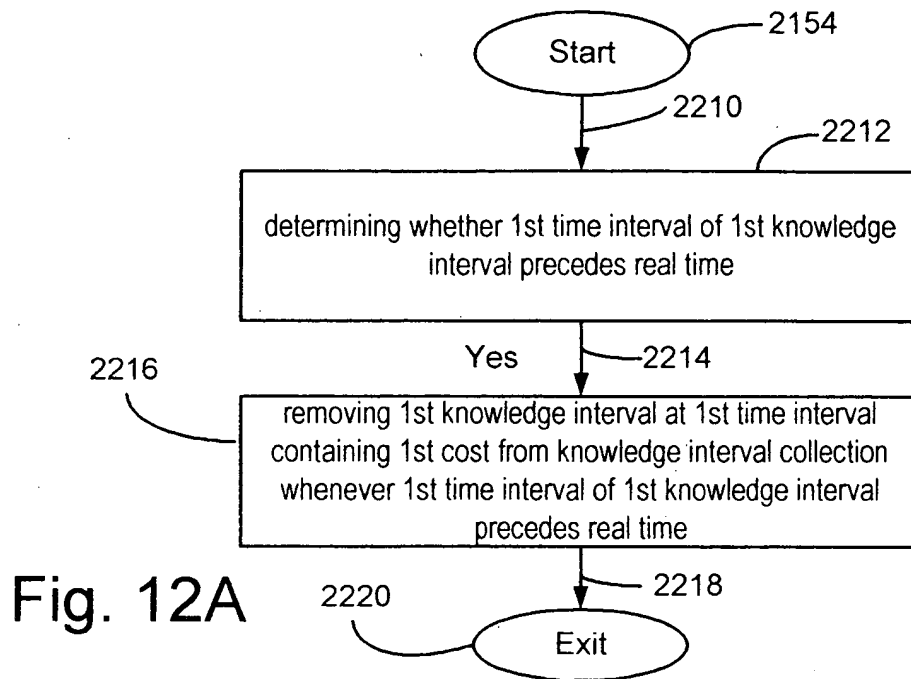 Start
2154
2210
2212
determining whether 1st time interval of 1st knowledge
interval precedes real time
Yes
2214
2216
removing 1st knowledge interval at 1st time interval
containing 1st cost from knowledge interval collection
whenever 1st time interval of 1st knowledge interval
precedes real time
2218
Fig. 12A
2220
Exit